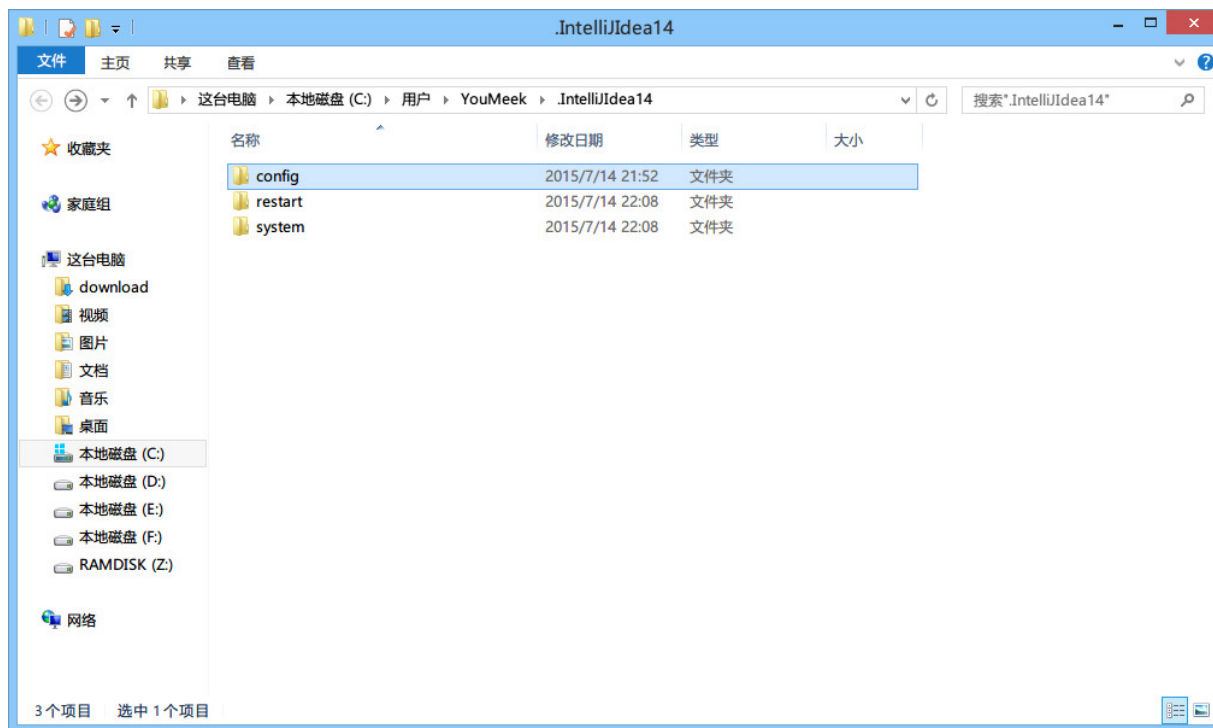 .IntelliJIdea14
文件 主页 共享 查看
这台电脑 本地磁盘 (C:) 用户 YouMeek .IntelliJIdea14 搜索".IntelliJIdea14"
名称 修改日期 类型 大小
config 2015/7/14 21:52 文件夹
restart 2015/7/14 22:08 文件夹
system 2015/7/14 22:08 文件夹
收藏夹
家庭组
这台电脑
download
视频
图片
文档
音乐
桌面
本地磁盘 (C:)
本地磁盘 (D:)
本地磁盘 (E:)
本地磁盘 (F:)
RAMDISK (Z:)
网络
3 个项目 选中 1 个项目